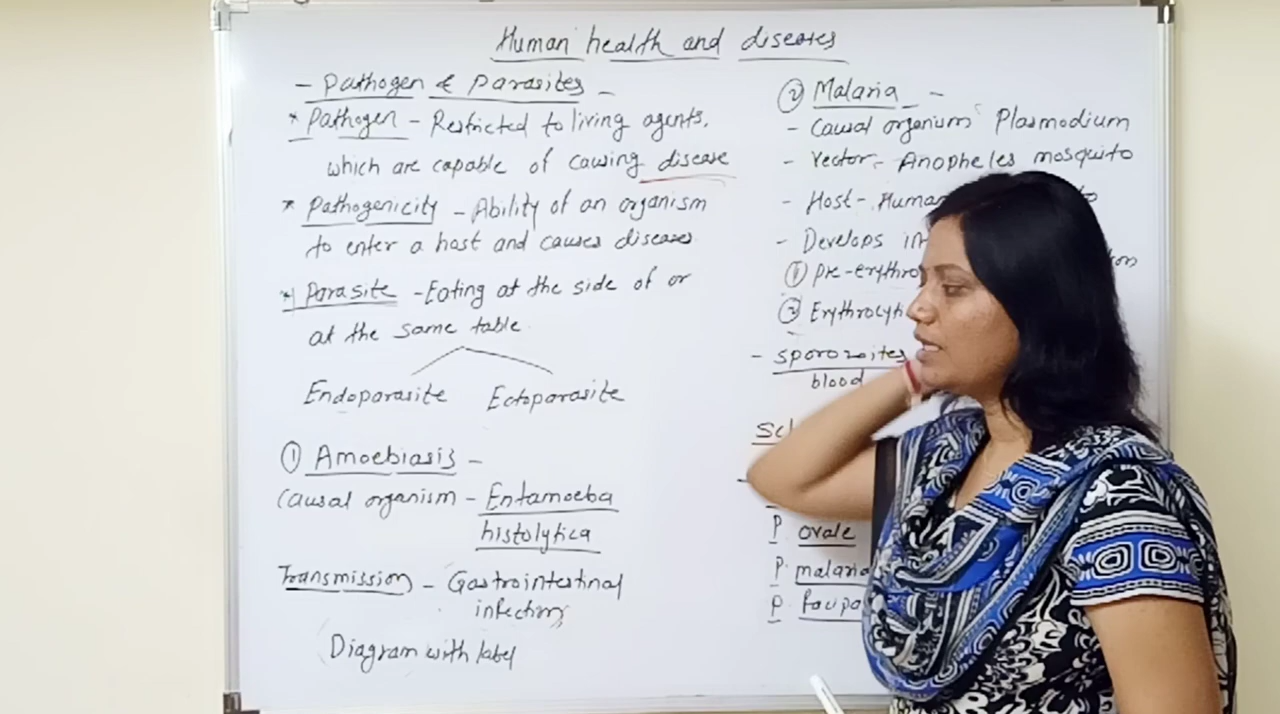 Human health and diseases
- Pathogen & Parasites -
* Pathogen - Restricted to living agents,
which are capable of causing disease
* Pathogenicity - Ability of an organism
to enter a host and causes diseases.
* Parasite - Eating at the side of or
at the same table.
Endoparasite Ectoparasite
① Amoebiasis -
Causal organism - Entamoeba
histolytica
Transmission - Gastrointestinal
infection
Diagram with label
② Malaria -
- Causal organism Plasmodium
- Vector - Anopheles mosquito
- Host - Human
- Develops in
① Pre-erythro
② Erythrocyti
- Sporozoites
blood
P. ovale
P. malaria
P.